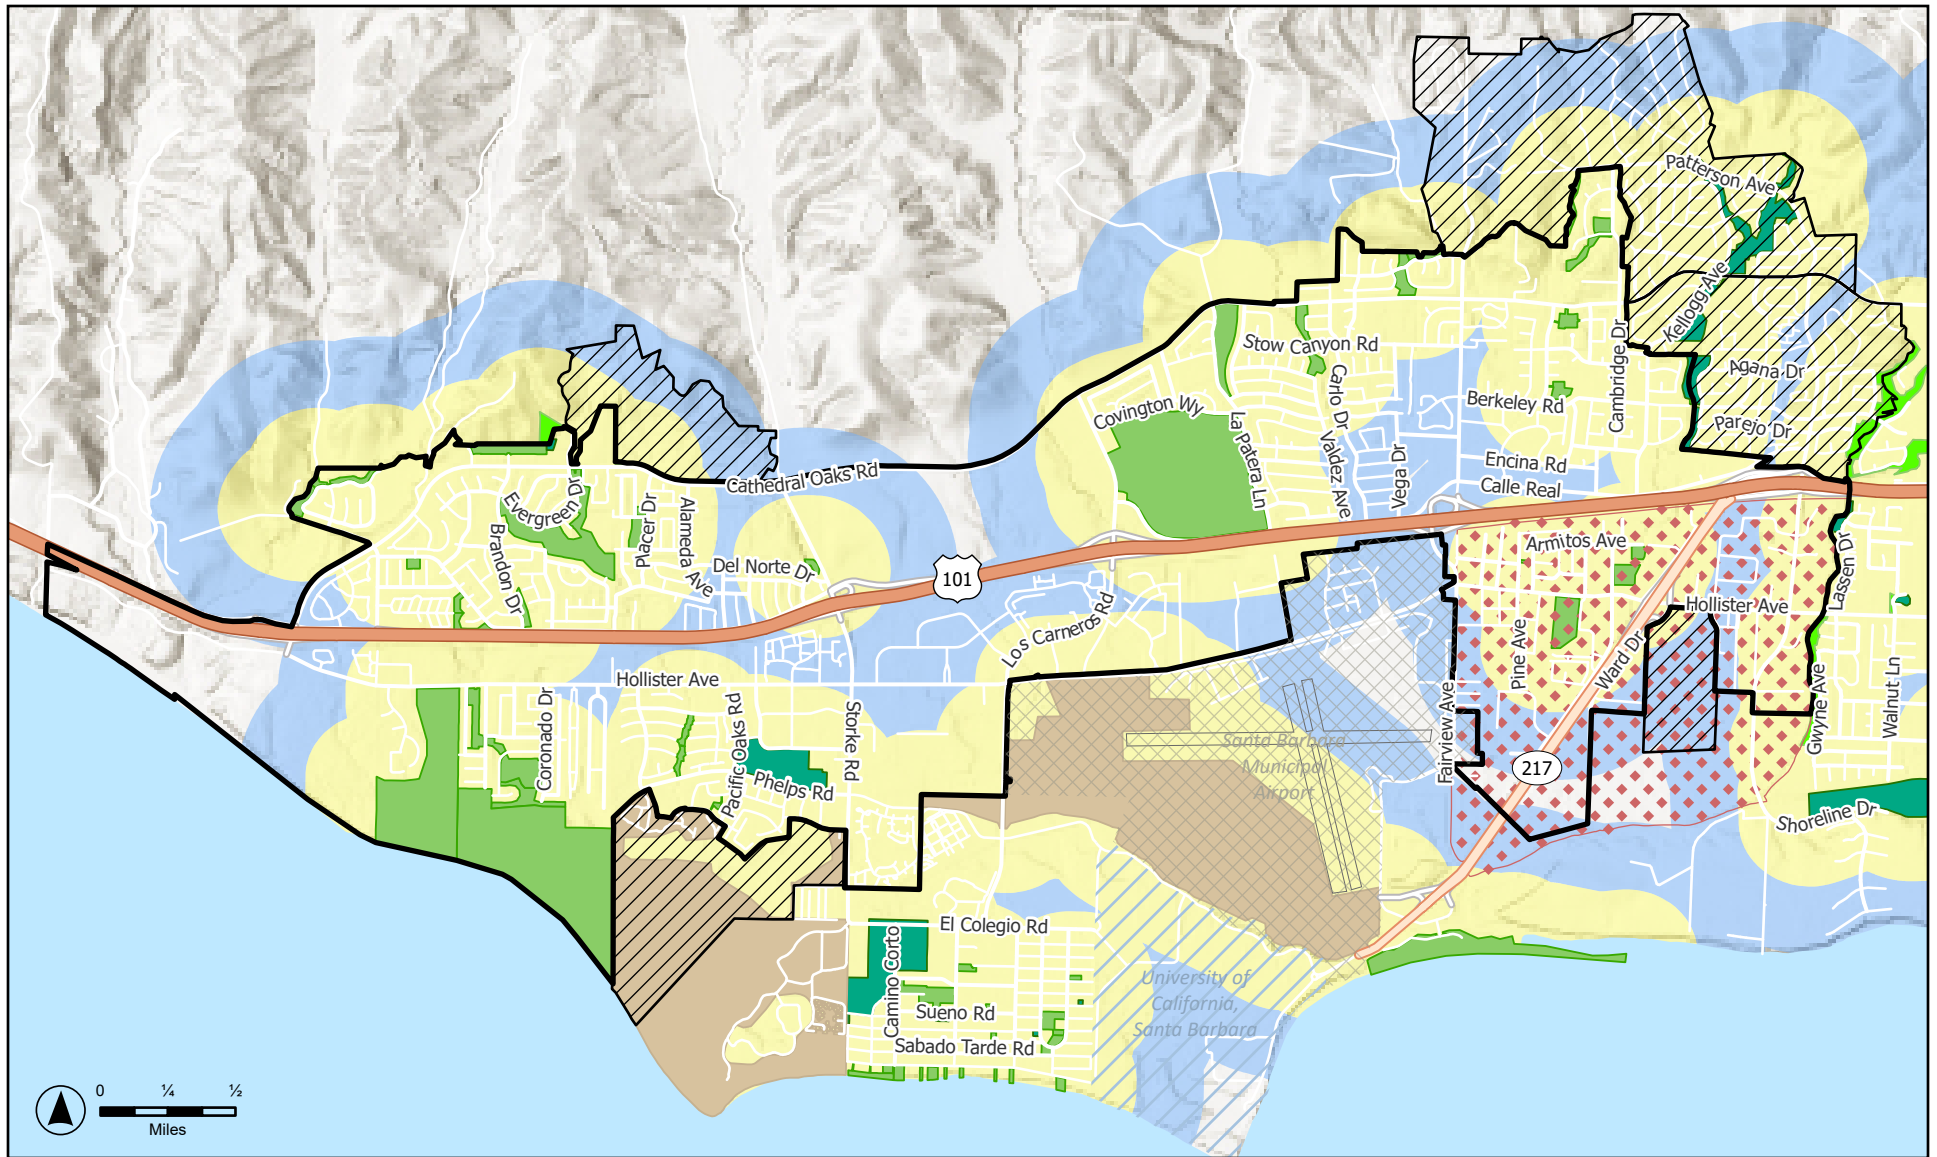 Patterson Ave
Kellogg Ave
Stow Canyon Rd
Cambridge Dr
Agana Dr
Carlo Dr
Berkeley Rd
Covington Wy
Parejo Dr
La Patera Ln
Valdez Ave
Vega Dr
Encina Rd
Cathedral Oaks Rd
Calle Real
Evergreen Dr
Placer Dr
Alameda Ave
Brandon Dr
Armitos Ave
Lassen Dr
Del Norte Dr
101
Hollister Ave
Los Carneros Rd
Pine Ave
Ward Dr
Hollister Ave
Coronado Dr
Pacific Oaks Rd
Storke Rd
Fairview Ave
Gwyne Ave
Walnut Ln
Santa Barbara
Municipal
Airport
217
Phelps Rd
Shoreline Dr
El Colegio Rd
Camino Corto
University of
California,
Santa Barbara
Sueno Rd
Sabado Tarde Rd
0 ¼ ½
Miles